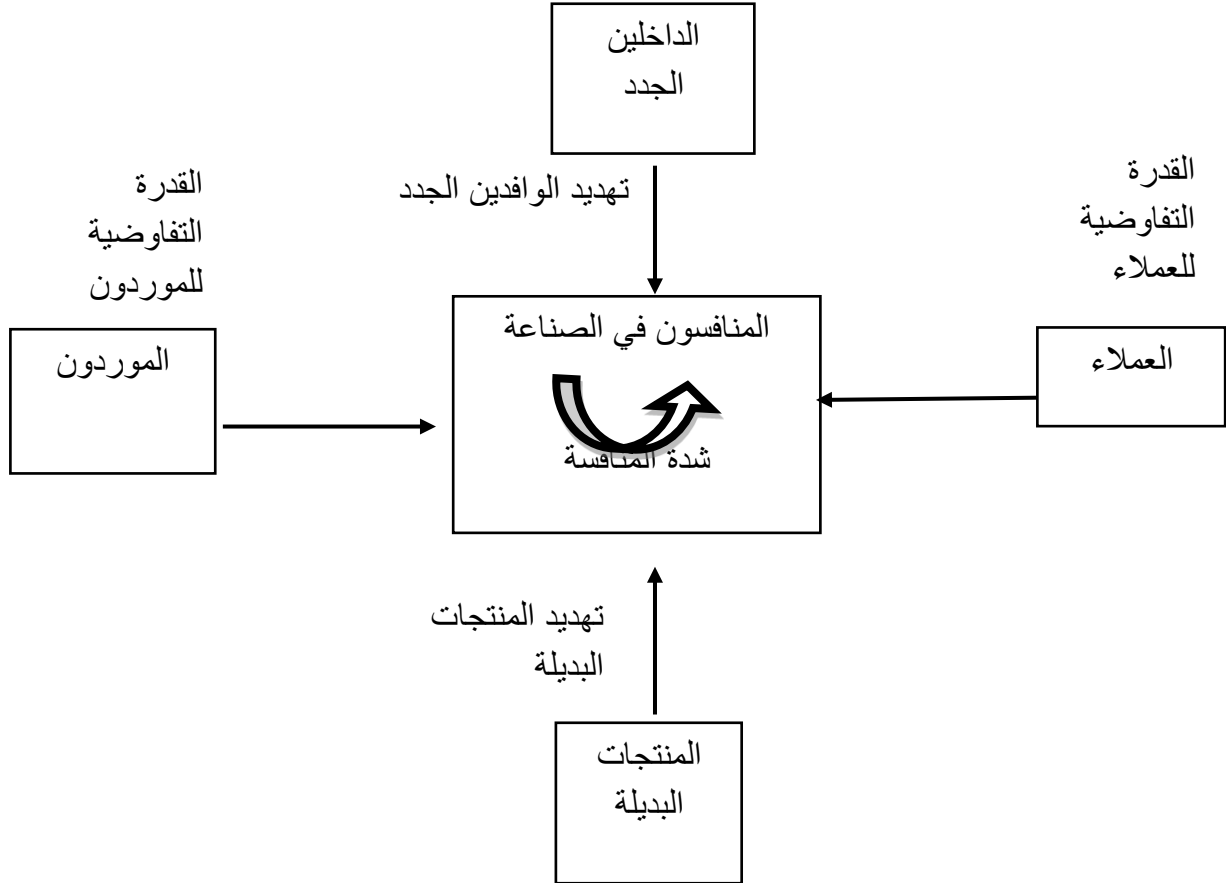 الداخلين
الجدد
تهديد الوافدين الجدد
القدرة
التفاوضية
للعملاء
القدرة
التفاوضية
للموردون
المنافسون في الصناعة
شدة المنافسة
العملاء
الموردون
تهديد المنتجات
البديلة
المنتجات
البديلة